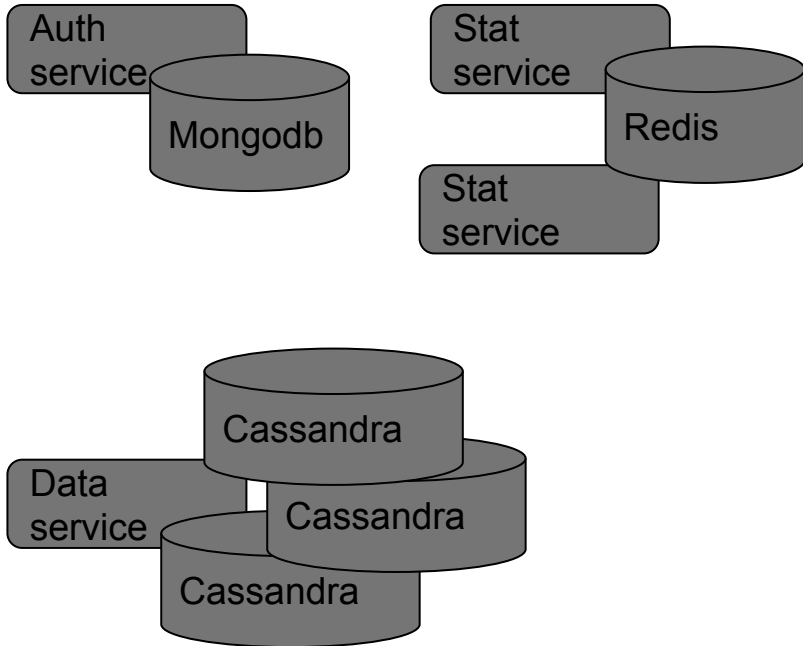 Auth
service
Mongodb
Stat
service
Redis
Stat
service
Cassandra
Data
service
Cassandra
Cassandra